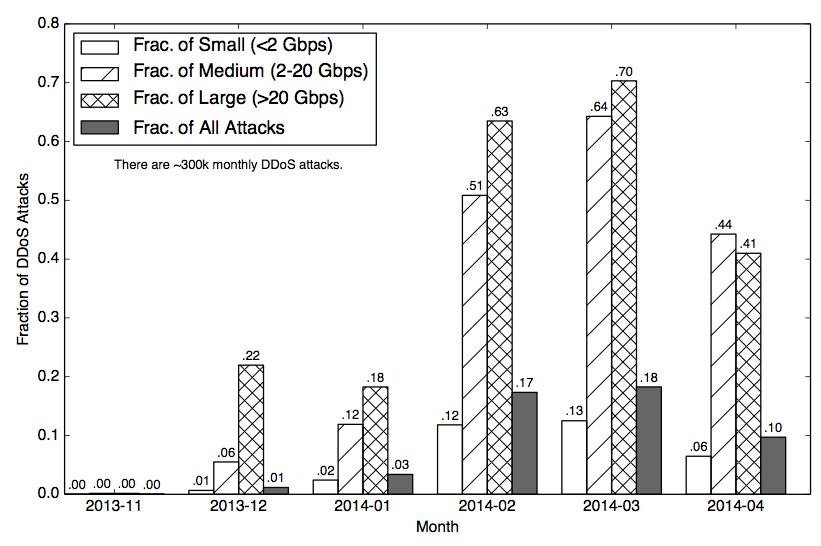 0.8
0.7
0.6
0.5
0.4
0.3
0.2
0.1
0.0
Fraction of DDoS Attacks
Frac. of Small (<2 Gbps)
Frac. of Medium (2-20 Gbps)
Frac. of Large (>20 Gbps)
Frac. of All Attacks
There are ~300k monthly DDoS attacks.
.00 .00 .00 .00
.01 .06 .22 .01
.02 .12 .18 .03
.12 .51 .63 .17
.13 .64 .70 .18
.06 .44 .41 .10
2013-11 2013-12 2014-01 2014-02 2014-03 2014-04
Month